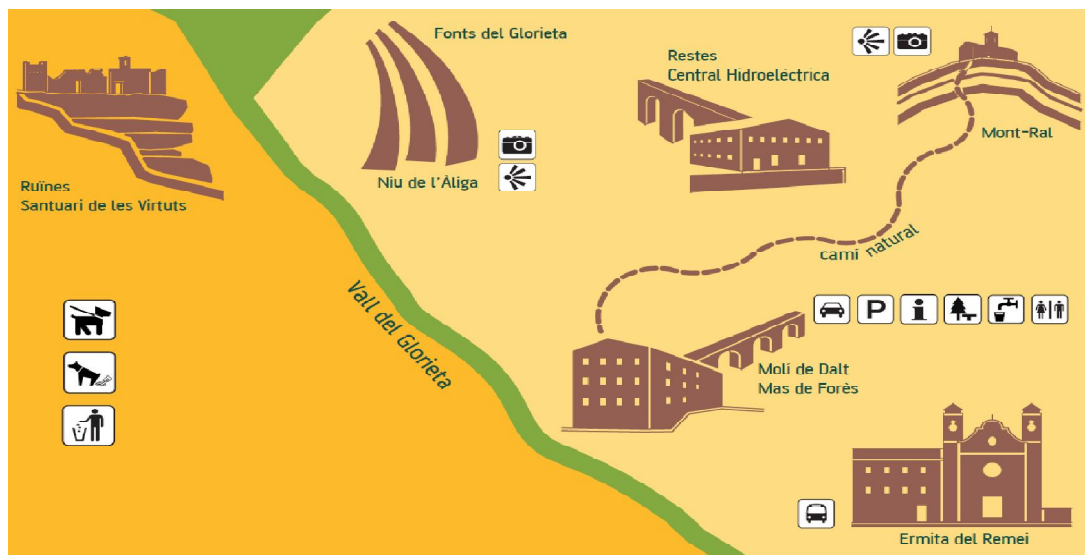 Fonts del Glorieta
Restes
Central Hidroeléctrica
Mont-Ral
Niu de l'Àliga
Ruïnes
Santuari de les Virtuts
camí natural
Vall del Glorieta
P
i
Molí de Dalt
Mas de Forès
Ermita del Remei